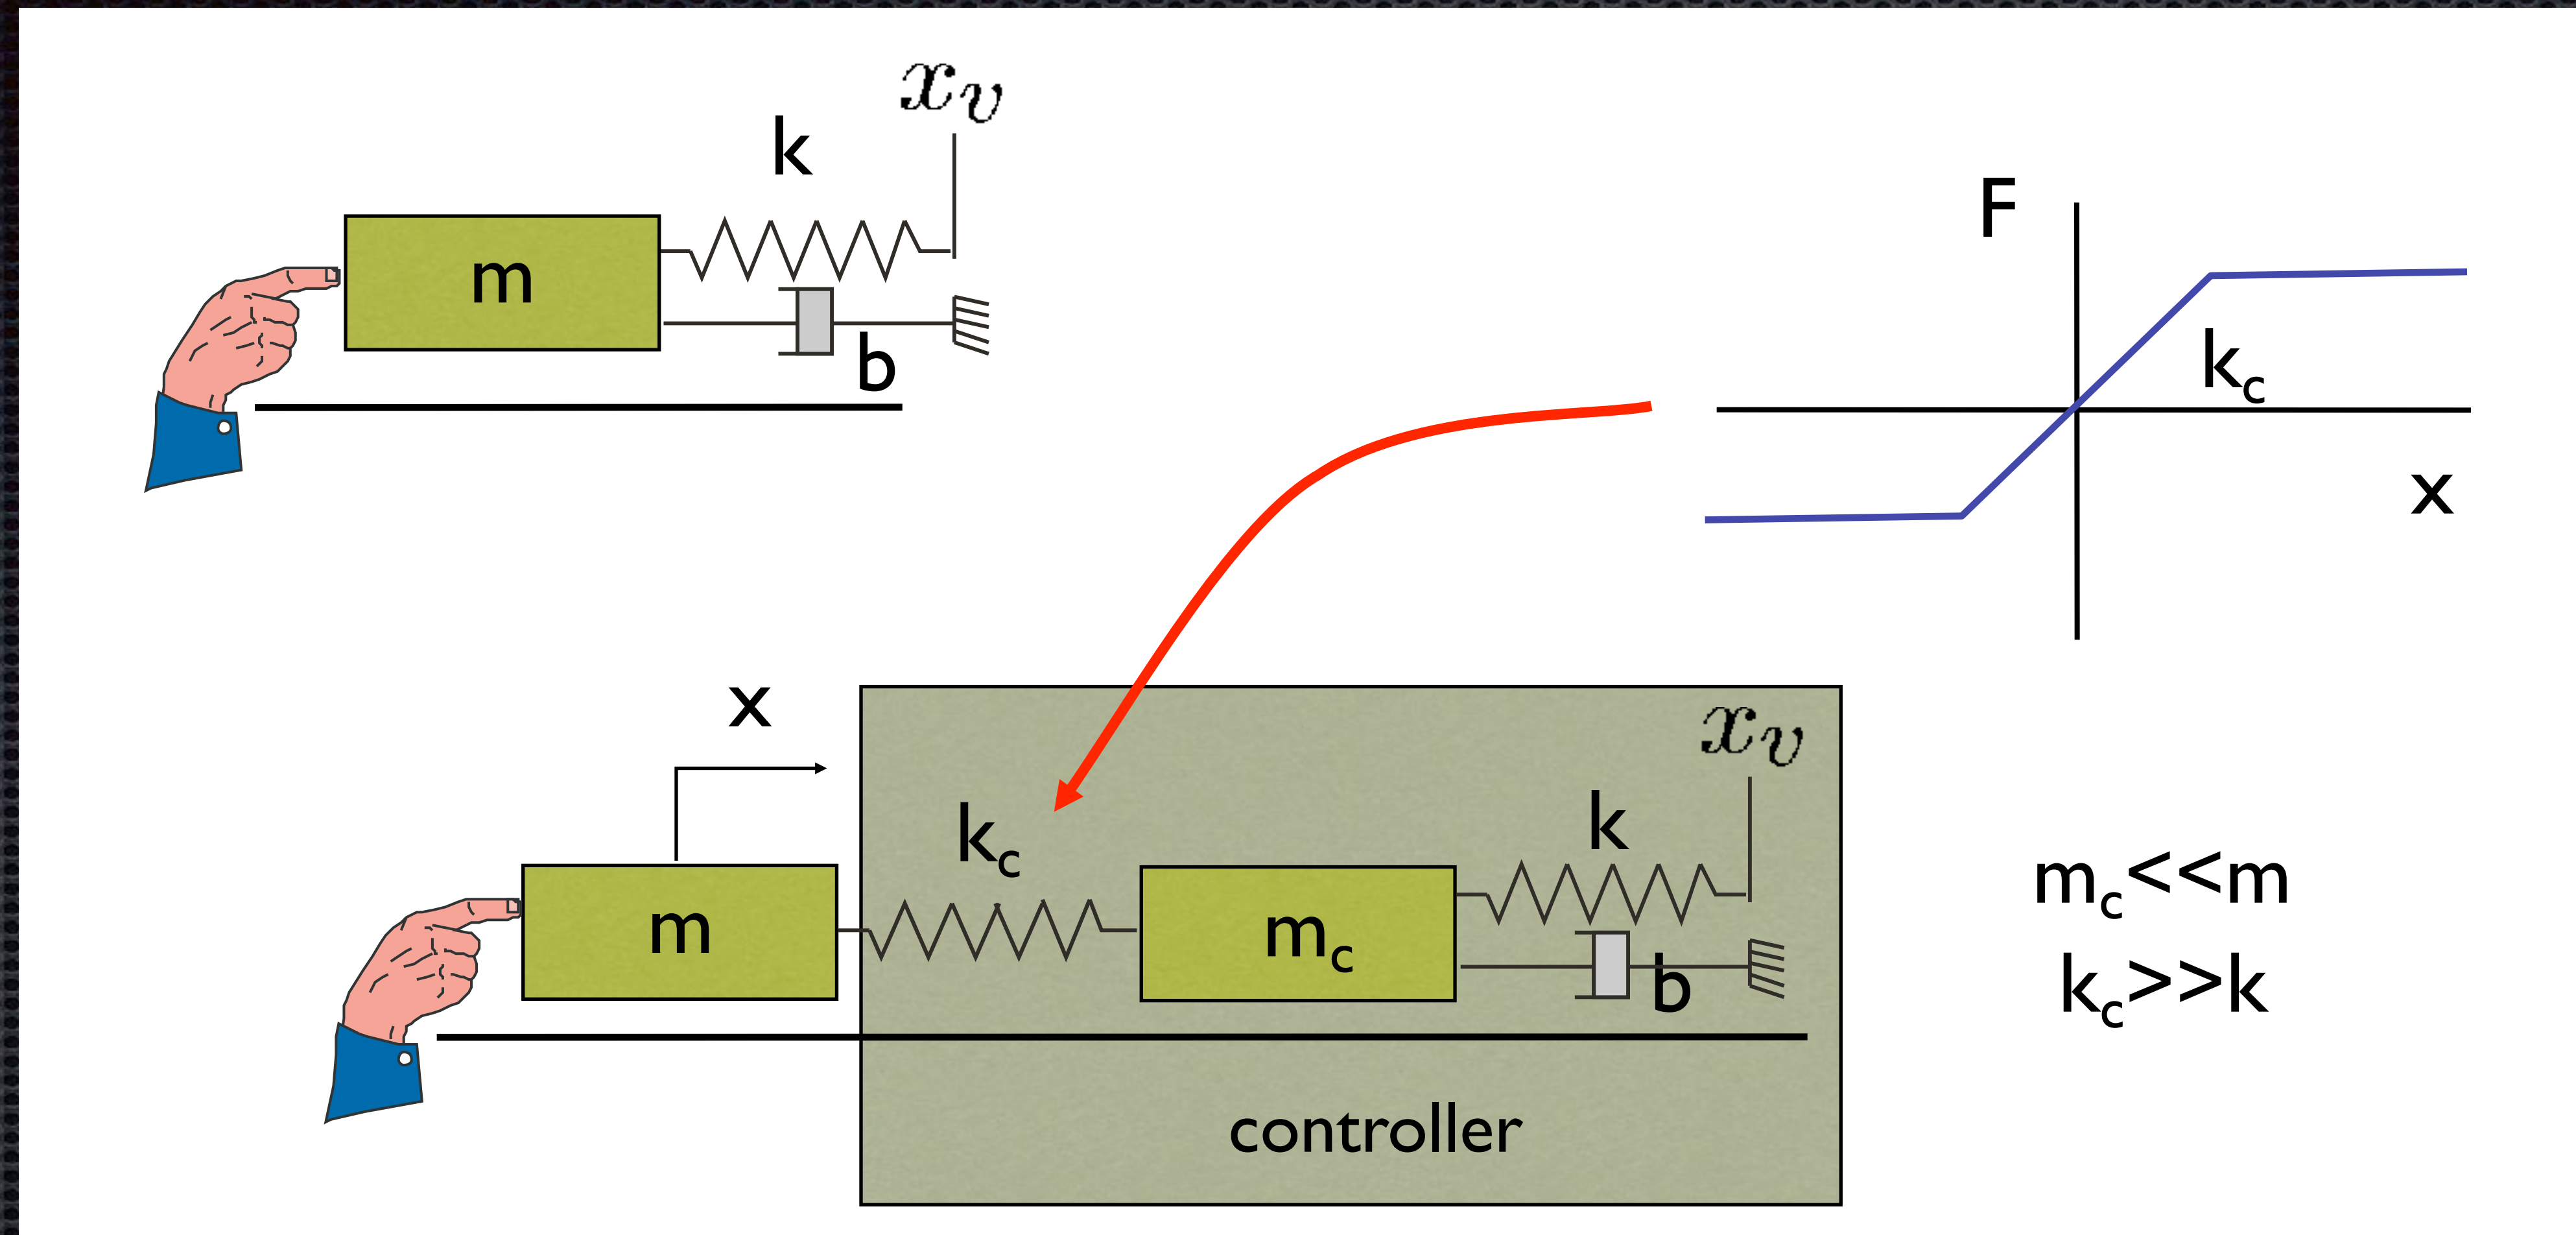 x_v
k
m
b
F
k_c
x
x
x_v
k_c
k
m
m_c
b
controller
m_c<<m
k_c>>k